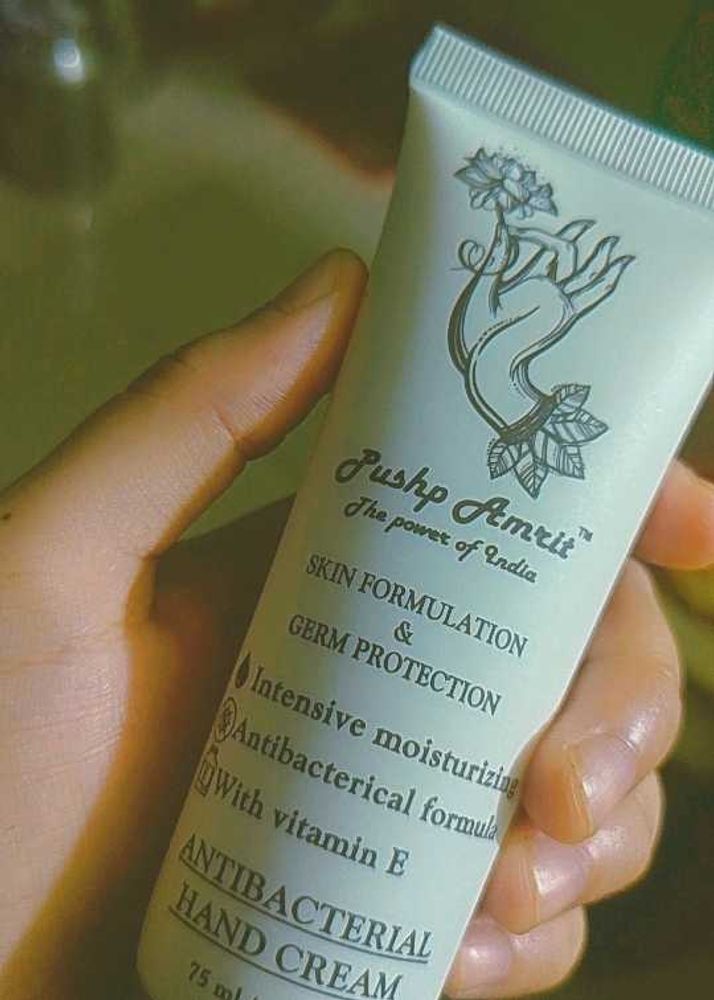 Pushp Amrit™
The power of India
SKIN FORMULATION
&
GERM PROTECTION
Intensive moisturizing
Antibacterical formula
With vitamin E
ANTIBACTERIAL
HAND CREAM
75 ml